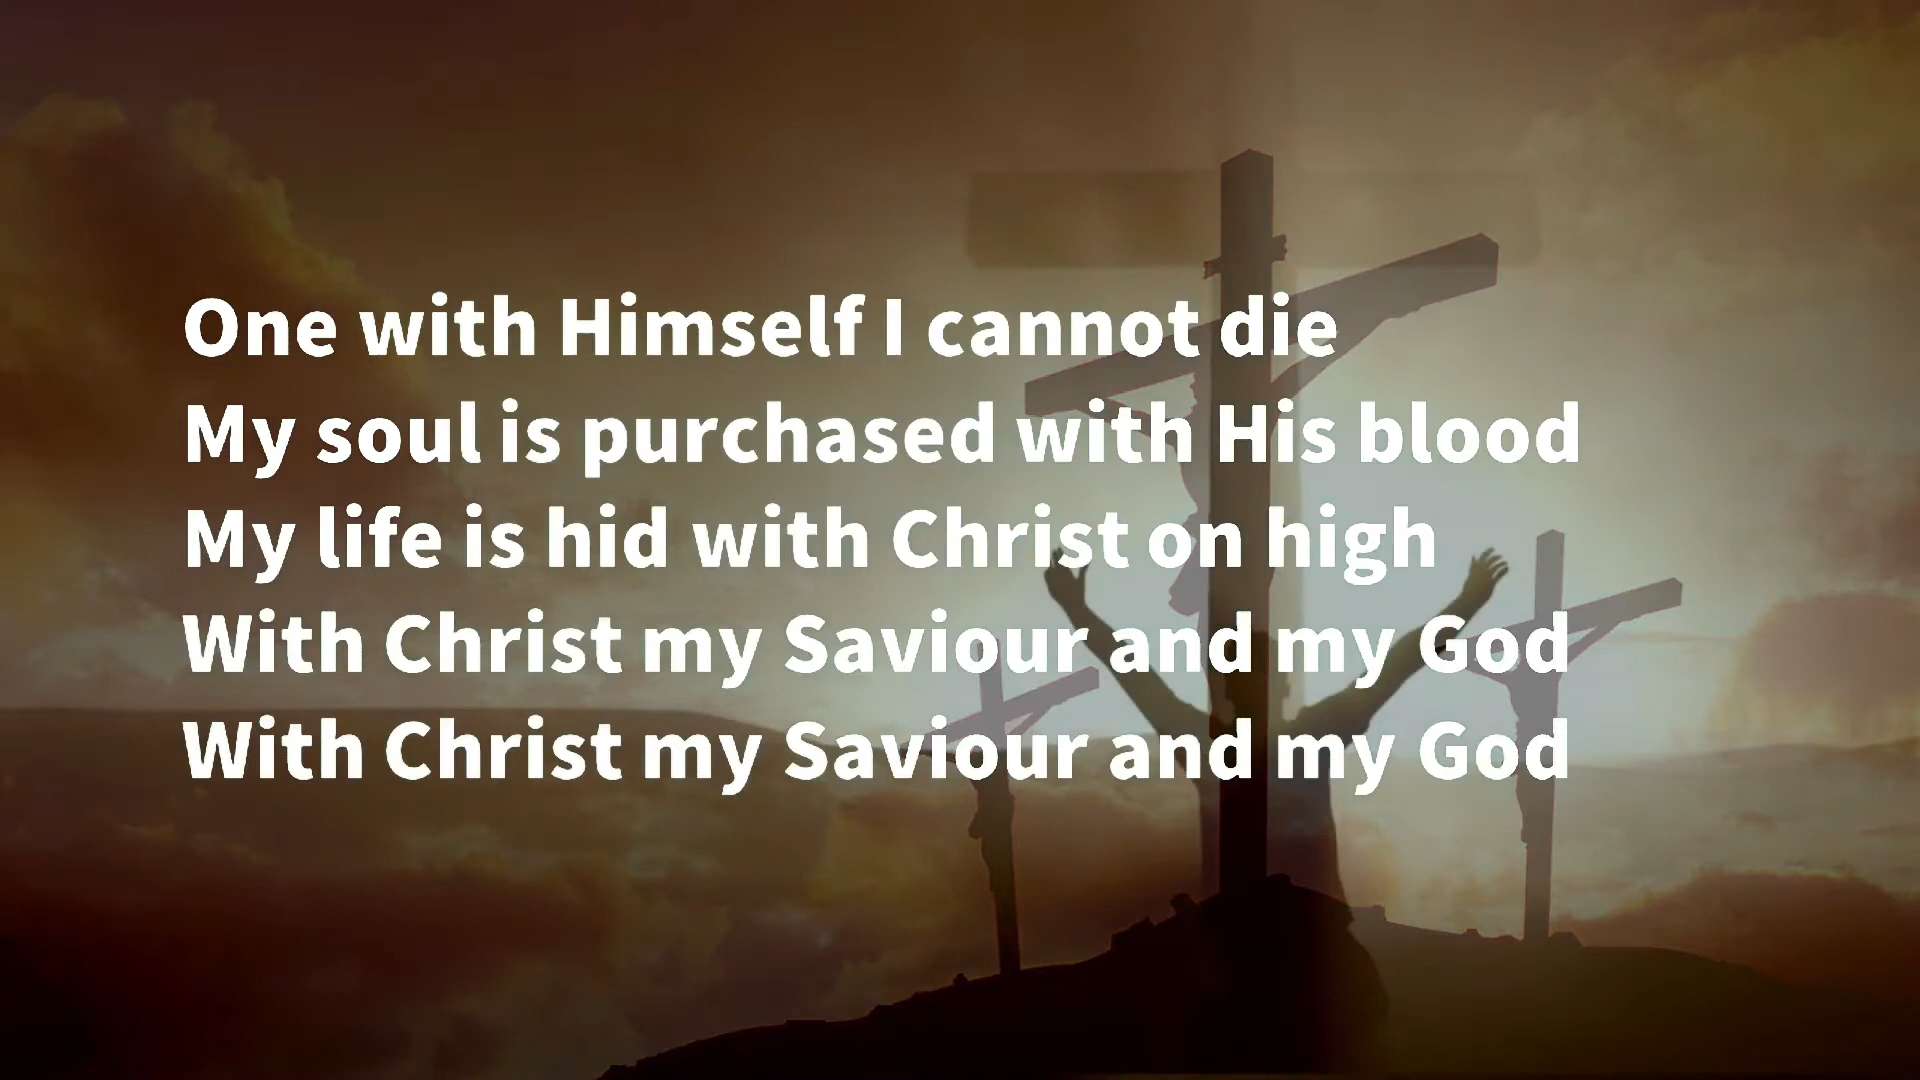 One with Himself I cannot die
My soul is purchased with His blood
My life is hid with Christ on high
With Christ my Saviour and my God
With Christ my Saviour and my God